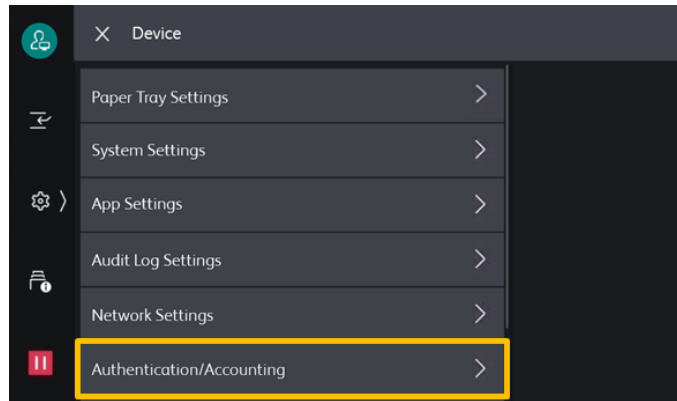 Device
Paper Tray Settings
System Settings
App Settings
Audit Log Settings
Network Settings
Authentication/Accounting